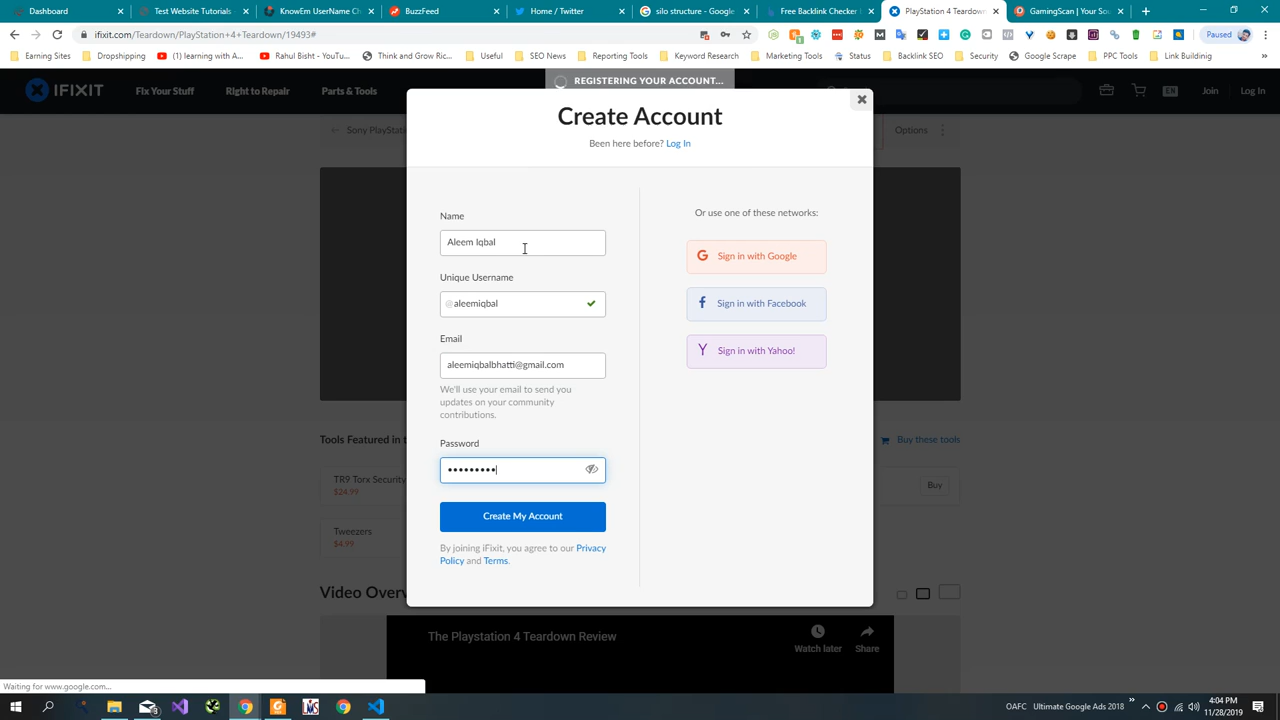 Dashboard
Test Website Tutorials
KnowEm UserName Ch
BuzzFeed
Home / Twitter
silo structure - Google
Free Backlink Checker
PlayStation 4 Teardown
GamingScan | Your Sou
ifixit.com/Teardown/PlayStation+4+Teardown/19493#
Paused
Earning Sites
Dropshipping
(1) learning with A...
Rahul Bisht - YouTu...
Think and Grow Ric...
Useful
SEO News
Reporting Tools
Keyword Research
Marketing Tools
Status
Backlink SEO
Security
Google Scrape
PPC Tools
Link Buildinig
REGISTERING YOUR ACCOUNT...
IFIXIT
Fix Your Stuff
Right to Repair
Parts & Tools
EN
Join
Log In
Create Account
Been here before? Log In
Sony PlayStati
Options
Name
Aleem Iqbal
Unique Username
@aleemiqbal
Email
aleemiqbalbhatti@gmail.com
We'll use your email to send you
updates on your community
contributions.
Password
•••••••••
Create My Account
By joining iFixit, you agree to our Privacy
Policy and Terms.
Or use one of these networks:
Sign in with Google
Sign in with Facebook
Sign in with Yahoo!
Tools Featured in t
Buy these tools
TR9 Torx Security
$24.99
Buy
Tweezers
$4.99
Video Overv
The Playstation 4 Teardown Review
Watch later
Share
Waiting for www.google.com...
OAFC
Ultimate Google Ads 2018
4:04 PM
11/28/2019